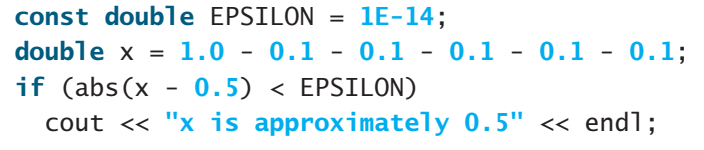 const double EPSILON = 1E-14;
double x = 1.0 - 0.1 - 0.1 - 0.1 - 0.1 - 0.1;
if (abs(x - 0.5) < EPSILON)
  cout << "x is approximately 0.5" << endl;